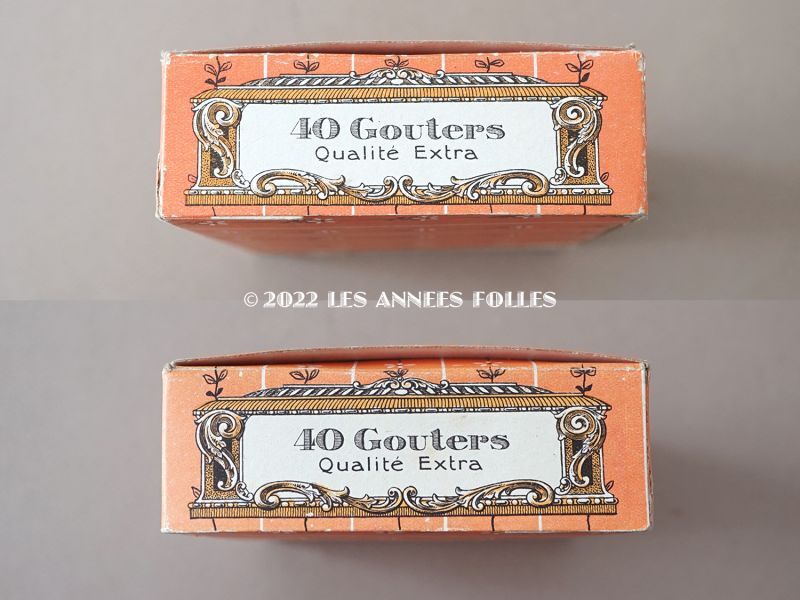 40 Gouters
Qualité Extra
© 2022 LES ANNEES FOLLES
40 Gouters
Qualité Extra